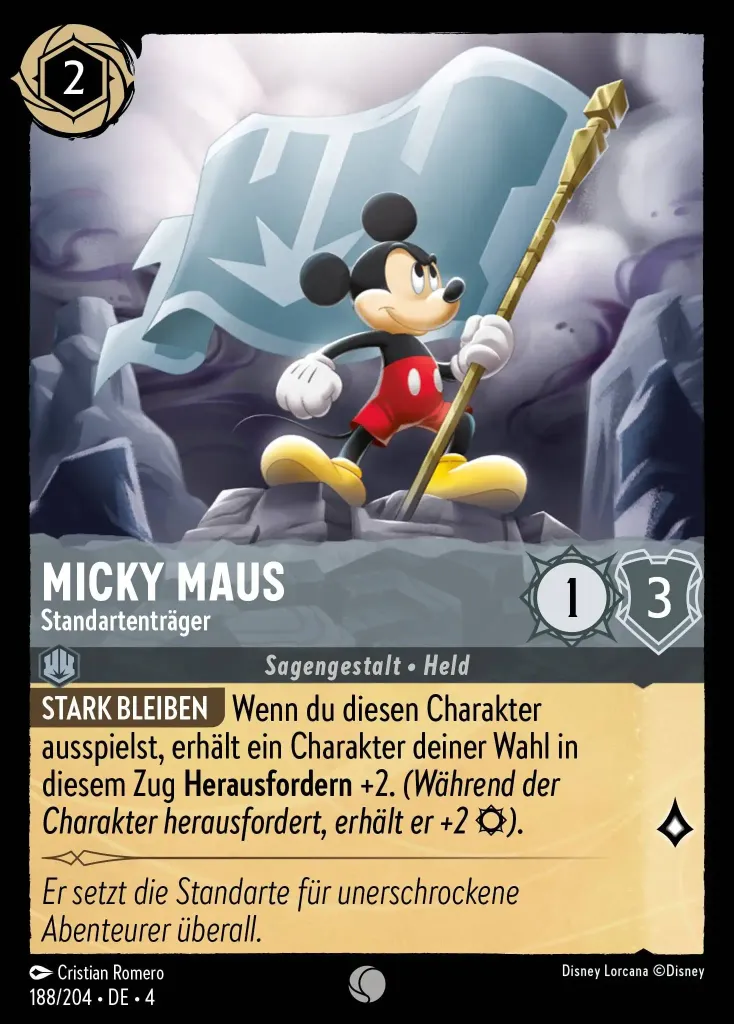 2
MICKY MAUS
Standartenträger
1
3
Sagengestalt • Held
STARK BLEIBEN Wenn du diesen Charakter
ausspielst, erhält ein Charakter deiner Wahl in
diesem Zug Herausfordern +2. (Während der
Charakter herausfordert, erhält er +2 ).
Er setzt die Standarte für unerschrockene
Abenteurer überall.
Cristian Romero
Disney Lorcana ©Disney
188/204 • DE • 4